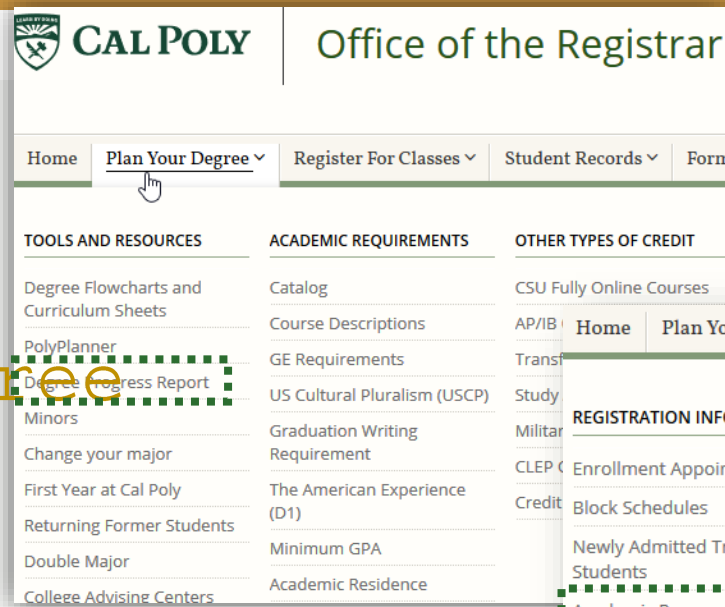 LEARN BY DOING
CAL POLY
Office of the Registrar
Home
Plan Your Degree
Register For Classes
Student Records
TOOLS AND RESOURCES
Degree Flowcharts and
Curriculum Sheets
PolyPlanner
Degree Progress Report
Minors
Change your major
First Year at Cal Poly
Returning Former Students
Double Major
College Advising Centers
ACADEMIC REQUIREMENTS
Catalog
Course Descriptions
GE Requirements
US Cultural Pluralism (USCP)
Graduation Writing
Requirement
The American Experience
(D1)
Minimum GPA
Academic Residence
OTHER TYPES OF CREDIT
CSU Fully Online Courses
AP/IB
Study
CLEP
Credit
Home
REGISTRATION
Enrollment
Block Schedules
Newly Admitted
Students